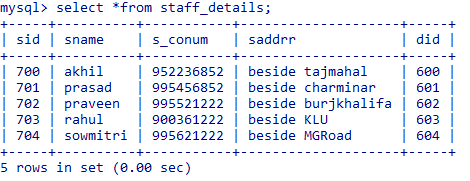 mysql> select *from staff_details;
+-----+----------+-----------+--------------------+-----+
| sid | sname    | s_conum   | saddrr             | did |
+-----+----------+-----------+--------------------+-----+
| 700 | akhil    | 952236852 | beside tajmahal    | 600 |
| 701 | prasad   | 995456852 | beside charminar   | 601 |
| 702 | praveen  | 995521222 | beside burjkhalifa | 602 |
| 703 | rahul    | 900361222 | beside KLU         | 603 |
| 704 | sowmitri | 995621222 | beside MGRoad      | 604 |
+-----+----------+-----------+--------------------+-----+
5 rows in set (0.00 sec)